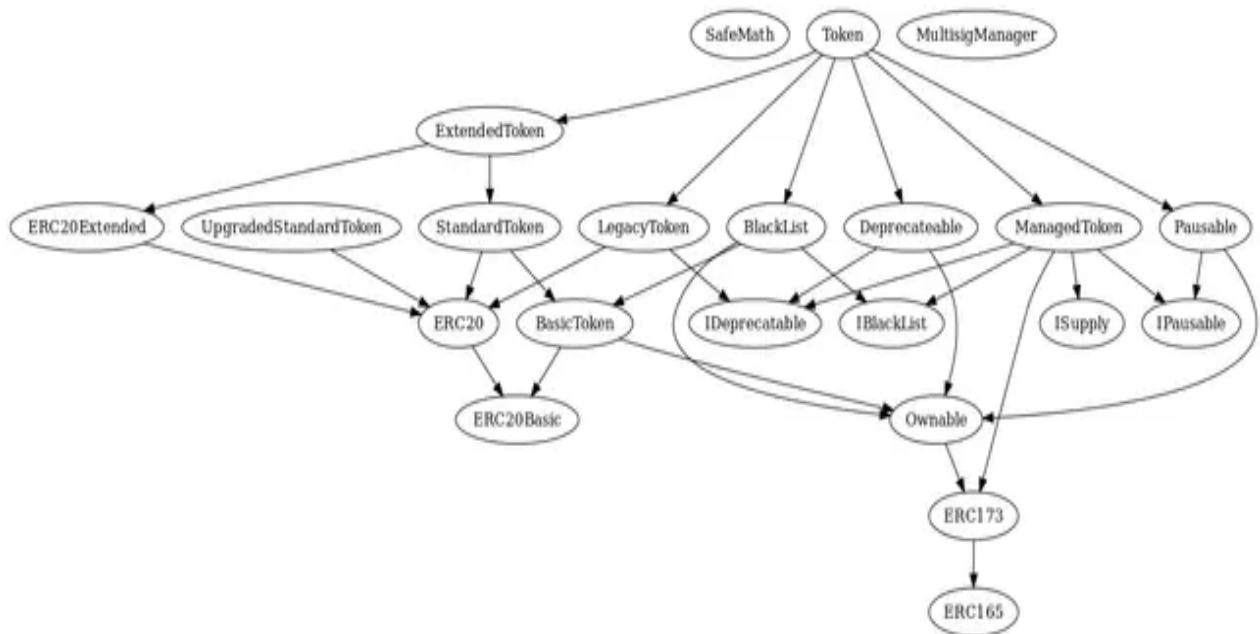 SafeMath
Token
MultisigManager
ExtendedToken
ERC20Extended
UpgradedStandardToken
StandardToken
LegacyToken
BlackList
Deprecateable
ManagedToken
Pausable
ERC20
BasicToken
IDeprecatable
IBlackList
ISupply
IPausable
ERC20Basic
Ownable
ERC173
ERC165